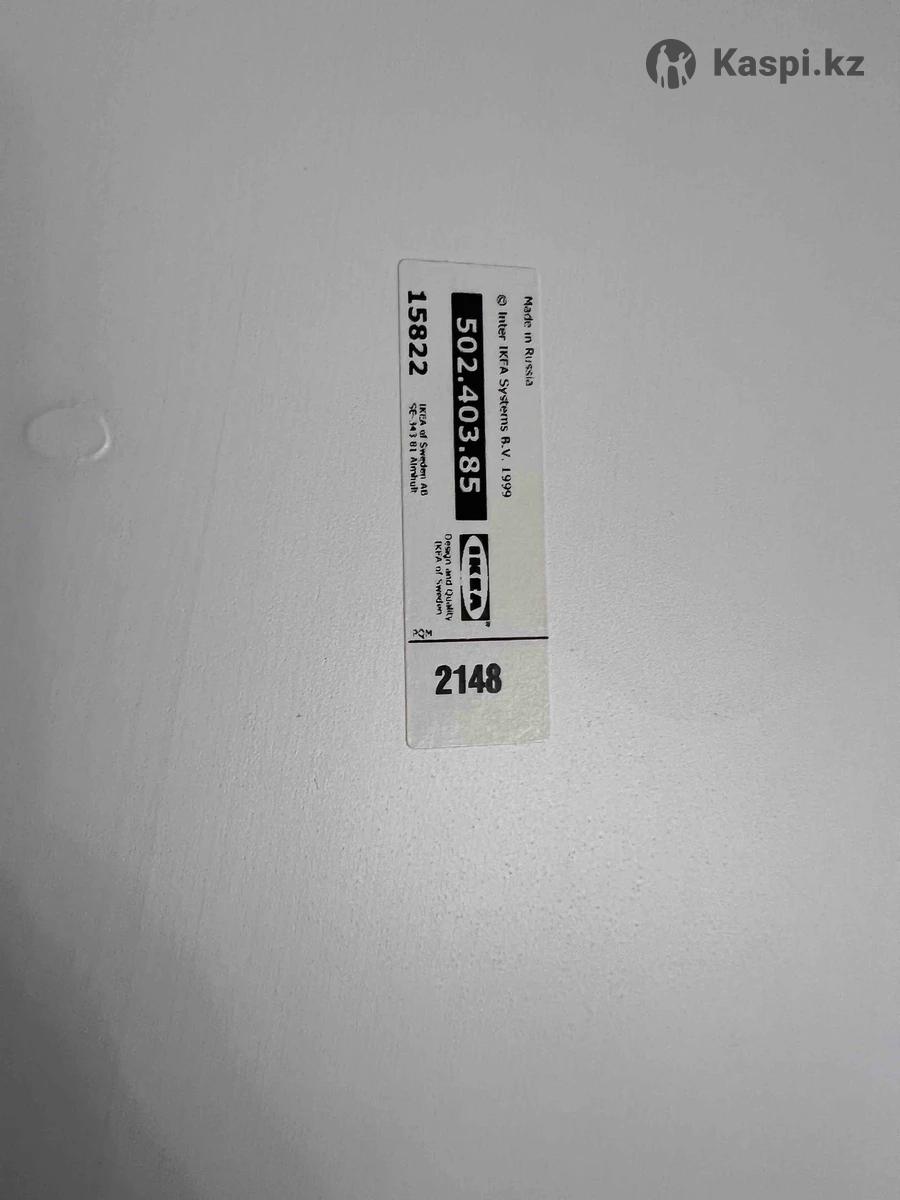 Kaspi.kz
Made in Russia
© Inter IKEA Systems B.V. 1999
502.403.85
IKEA®
15822
IKEA of Sweden AB
SE-343 81 Älmhult
Design and Quality
IKEA of Sweden
2148